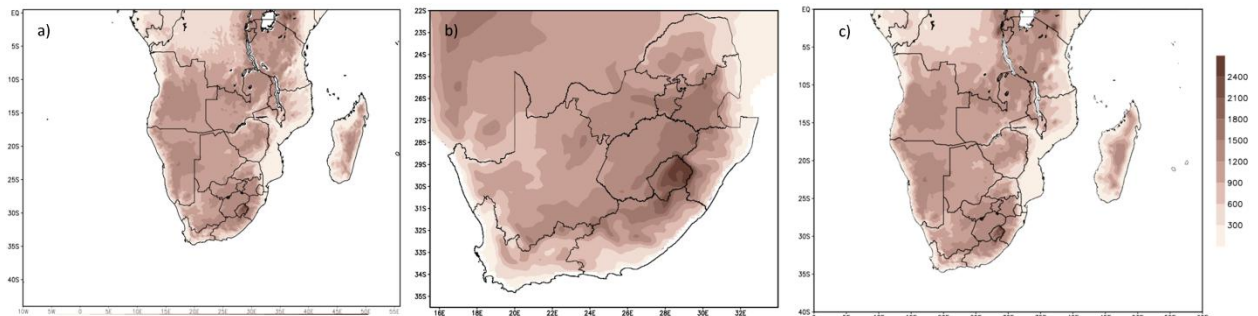 a)
EQ
5S
10S
15S
20S
25S
30S
35S
40S
10W 5W 0 5E 10E 15E 20E 25E 30E 35E 40E 45E 50E 55E
b)
22S
23S
24S
25S
26S
27S
28S
29S
30S
31S
32S
33S
34S
35S
16E 18E 20E 22E 24E 26E 28E 30E 32E
c)
EQ
5S
10S
15S
20S
25S
30S
35S
40S
2400
2100
1800
1500
1200
900
600
300